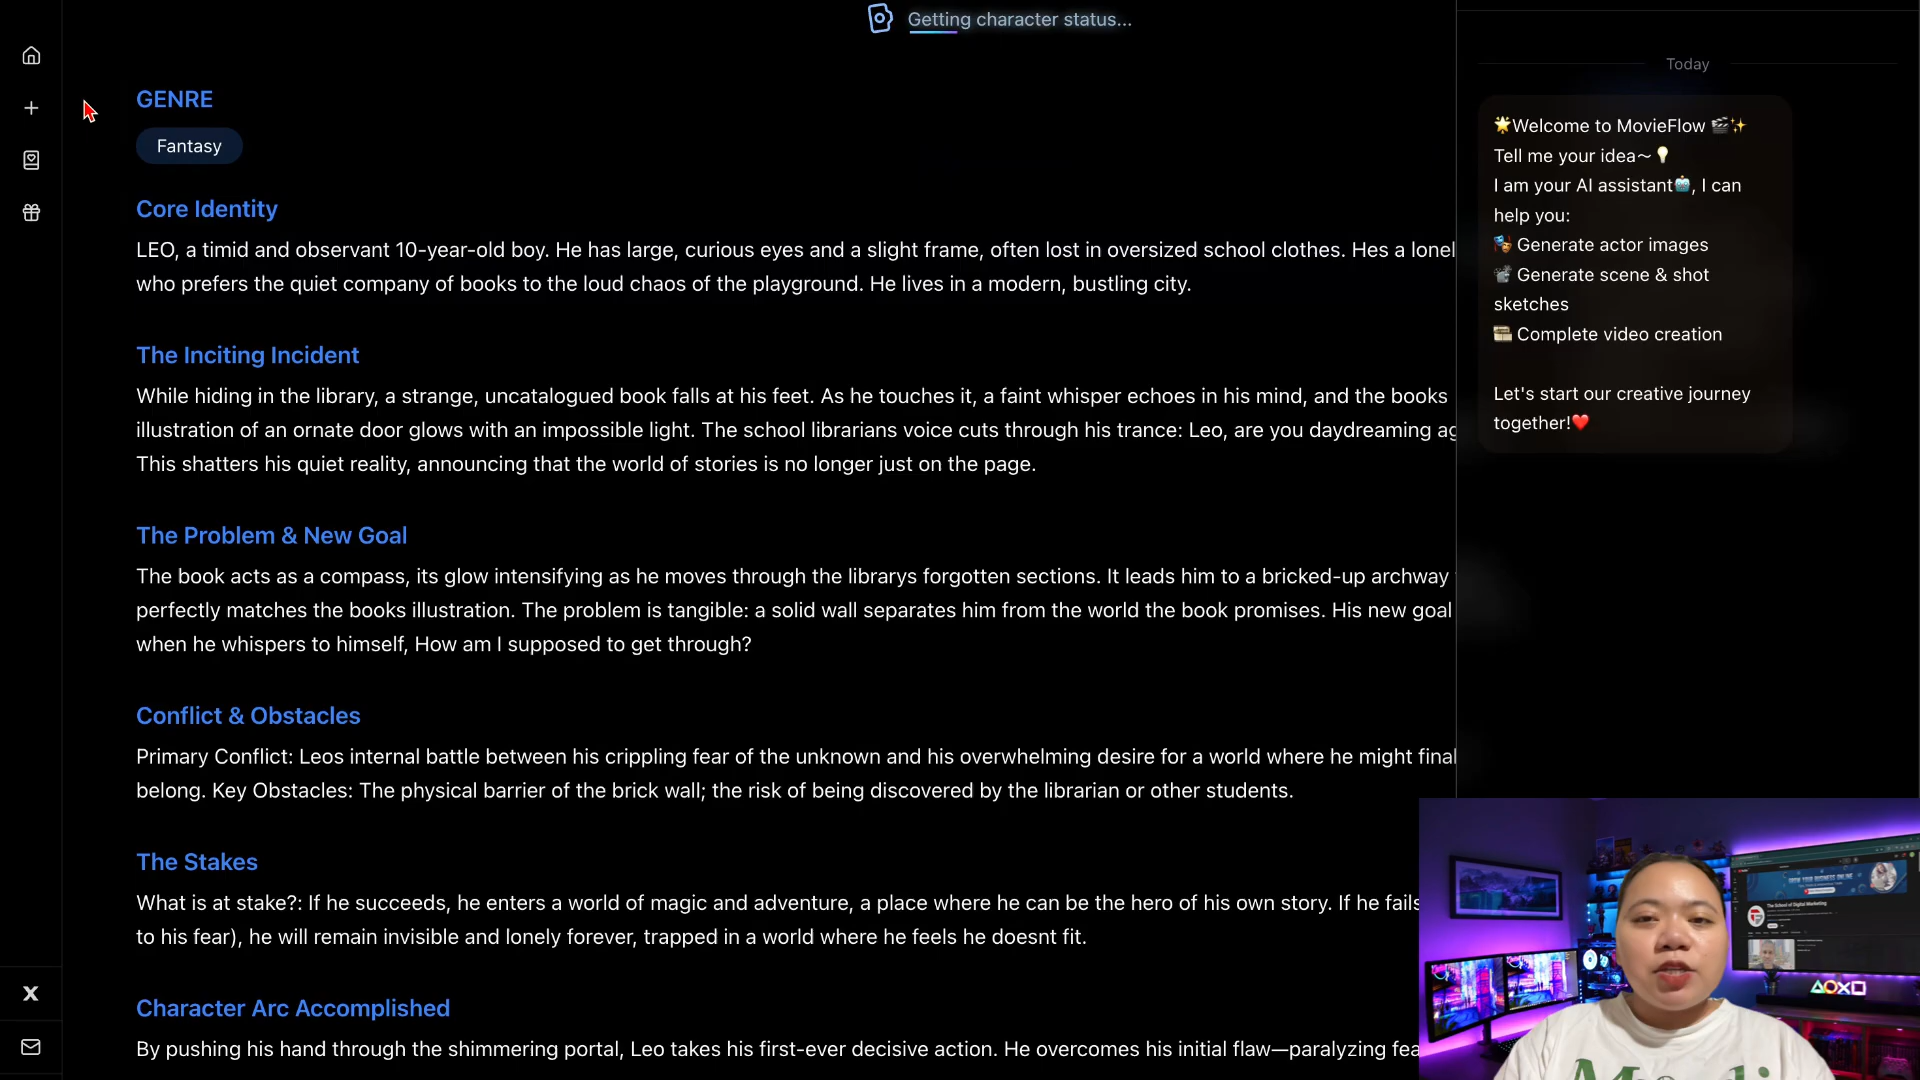 Getting character status...
GENRE
Fantasy
Core Identity
LEO, a timid and observant 10-year-old boy. He has large, curious eyes and a slight frame, often lost in oversized school clothes. Hes a lonel
who prefers the quiet company of books to the loud chaos of the playground. He lives in a modern, bustling city.
The Inciting Incident
While hiding in the library, a strange, uncatalogued book falls at his feet. As he touches it, a faint whisper echoes in his mind, and the books
illustration of an ornate door glows with an impossible light. The school librarians voice cuts through his trance: Leo, are you daydreaming ag
This shatters his quiet reality, announcing that the world of stories is no longer just on the page.
The Problem & New Goal
The book acts as a compass, its glow intensifying as he moves through the librarys forgotten sections. It leads him to a bricked-up archway
perfectly matches the books illustration. The problem is tangible: a solid wall separates him from the world the book promises. His new goal
when he whispers to himself, How am I supposed to get through?
Conflict & Obstacles
Primary Conflict: Leos internal battle between his crippling fear of the unknown and his overwhelming desire for a world where he might final
belong. Key Obstacles: The physical barrier of the brick wall; the risk of being discovered by the librarian or other students.
The Stakes
What is at stake?: If he succeeds, he enters a world of magic and adventure, a place where he can be the hero of his own story. If he fails
to his fear), he will remain invisible and lonely forever, trapped in a world where he feels he doesnt fit.
Character Arc Accomplished
By pushing his hand through the shimmering portal, Leo takes his first-ever decisive action. He overcomes his initial flaw—paralyzing fea
Today
🌟Welcome to MovieFlow 🎬✨
Tell me your idea～💡
I am your AI assistant🤖, I can
help you:
🎭 Generate actor images
📽️ Generate scene & shot
sketches
🎞️ Complete video creation
Let's start our creative journey
together!❤️
The School of Digital Marketing